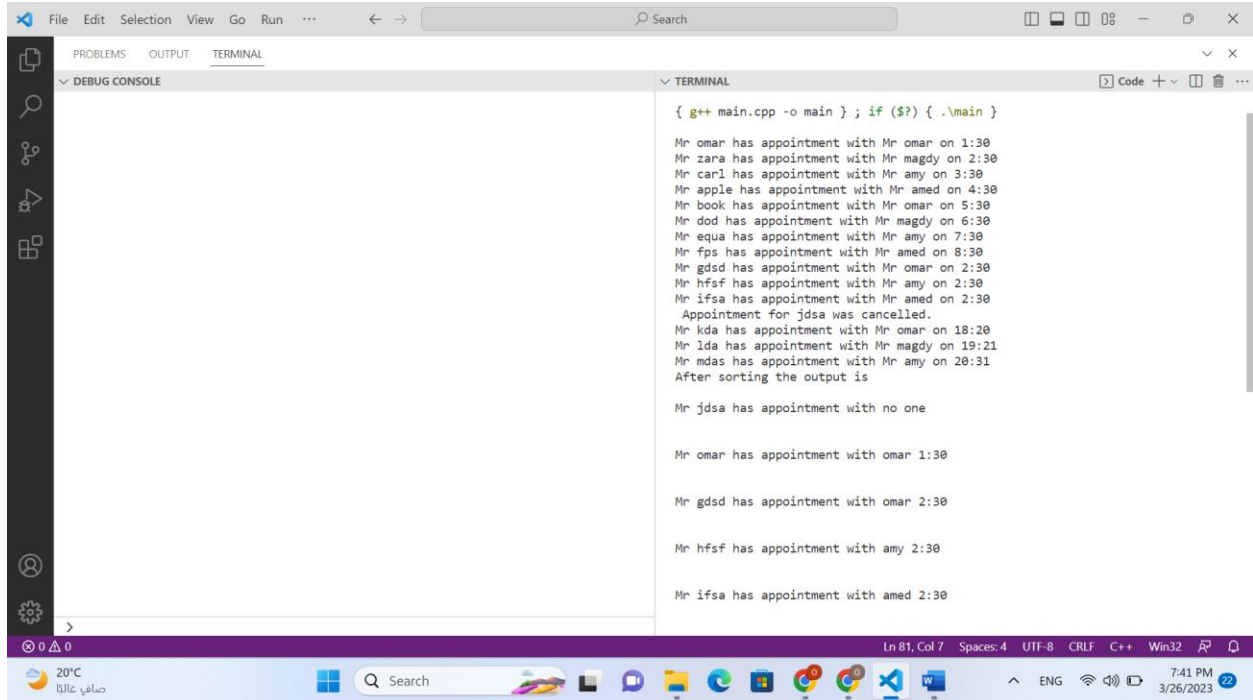 File Edit Selection View Go Run ···
Search
PROBLEMS OUTPUT TERMINAL
DEBUG CONSOLE
TERMINAL
Code
{ g++ main.cpp -o main } ; if ($?) { .\main }
Mr omar has appointment with Mr omar on 1:30
Mr zara has appointment with Mr magdy on 2:30
Mr carl has appointment with Mr amy on 3:30
Mr apple has appointment with Mr amed on 4:30
Mr book has appointment with Mr omar on 5:30
Mr dod has appointment with Mr magdy on 6:30
Mr equa has appointment with Mr amy on 7:30
Mr fps has appointment with Mr amed on 8:30
Mr gdsd has appointment with Mr omar on 2:30
Mr hfsf has appointment with Mr amy on 2:30
Mr ifsa has appointment with Mr amed on 2:30
Appointment for jdsa was cancelled.
Mr kda has appointment with Mr omar on 18:20
Mr lda has appointment with Mr magdy on 19:21
Mr mdas has appointment with Mr amy on 20:31
After sorting the output is
Mr jdsa has appointment with no one
Mr omar has appointment with omar 1:30
Mr gdsd has appointment with omar 2:30
Mr hfsf has appointment with amy 2:30
Mr ifsa has appointment with amed 2:30
>
0 0
Ln 81, Col 7 Spaces: 4 UTF-8 CRLF C++ Win32
20°C
صافي غالبًا
Search
ENG
7:41 PM
3/26/2023
22